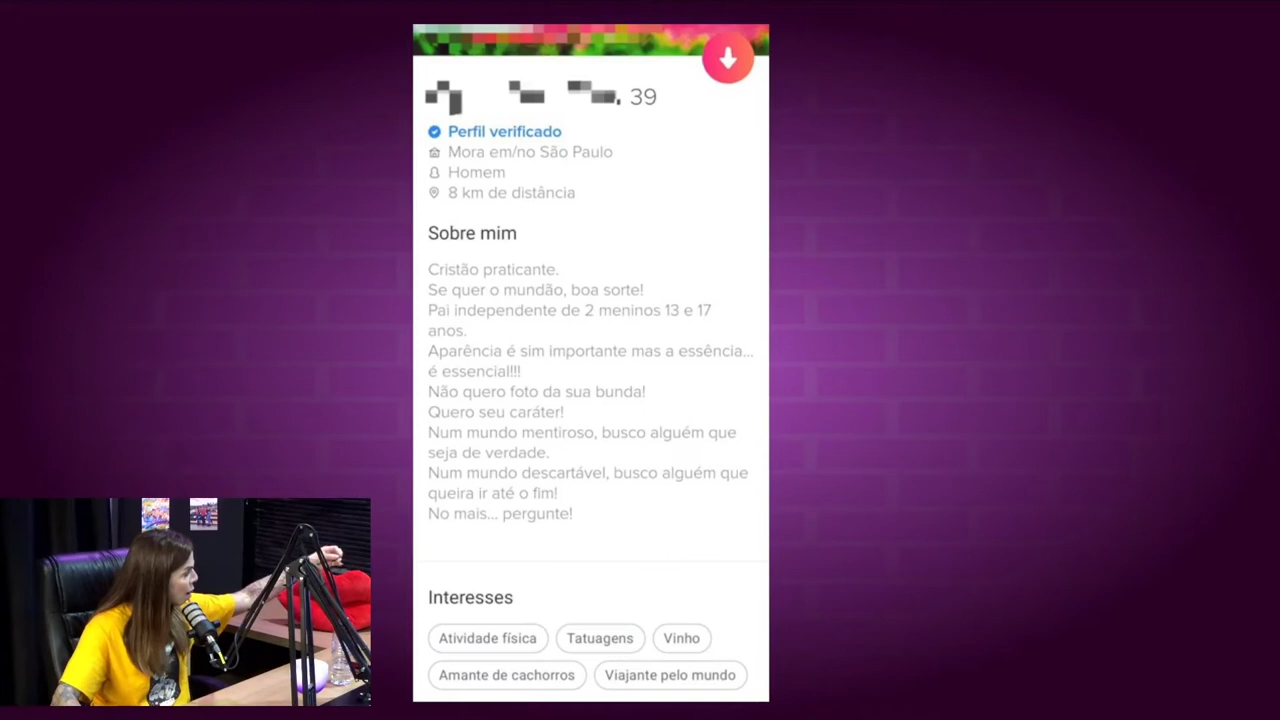 39
Perfil verificado
Mora em/no São Paulo
Homem
8 km de distância
Sobre mim
Cristão praticante.
Se quer o mundão, boa sorte!
Pai independente de 2 meninos 13 e 17
anos.
Aparência é sim importante mas a essência...
é essencial!!!
Não quero foto da sua bunda!
Quero seu caráter!
Num mundo mentiroso, busco alguém que
seja de verdade.
Num mundo descartável, busco alguém que
queira ir até o fim!
No mais... pergunte!
Interesses
Atividade física
Tatuagens
Vinho
Amante de cachorros
Viajante pelo mundo